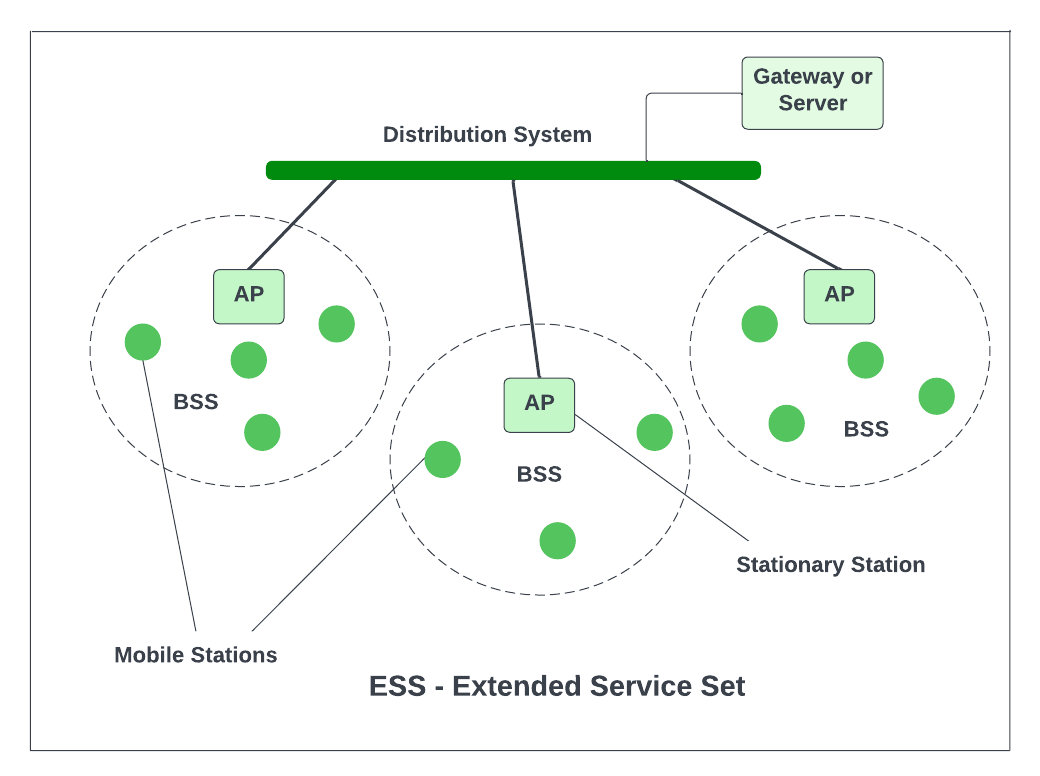 Gateway or
Server
Distribution System
AP
AP
BSS
AP
BSS
BSS
Stationary Station
Mobile Stations
ESS - Extended Service Set